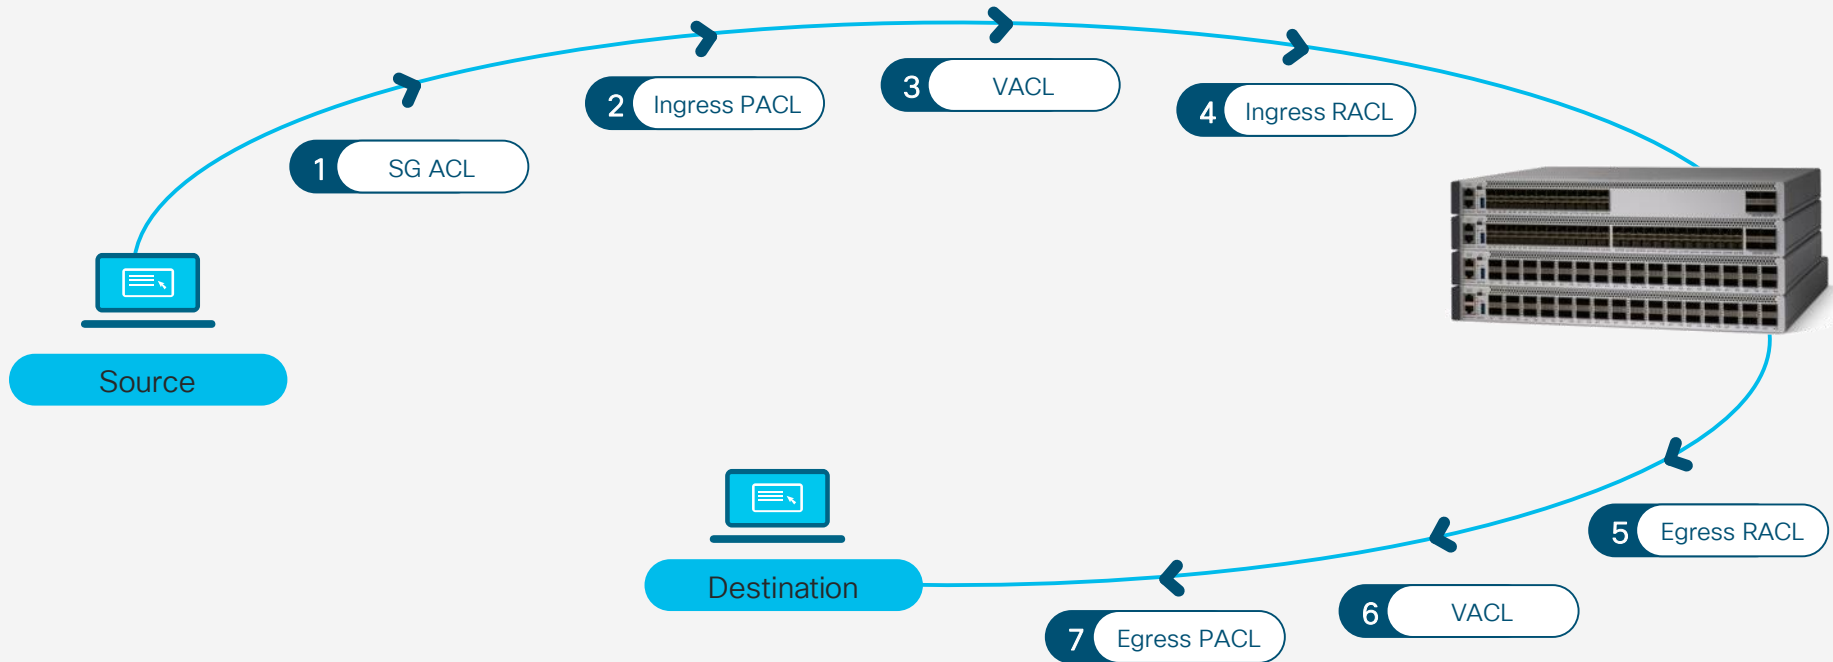 1 SG ACL
2 Ingress PACL
3 VACL
4 Ingress RACL
Source
5 Egress RACL
6 VACL
7 Egress PACL
Destination